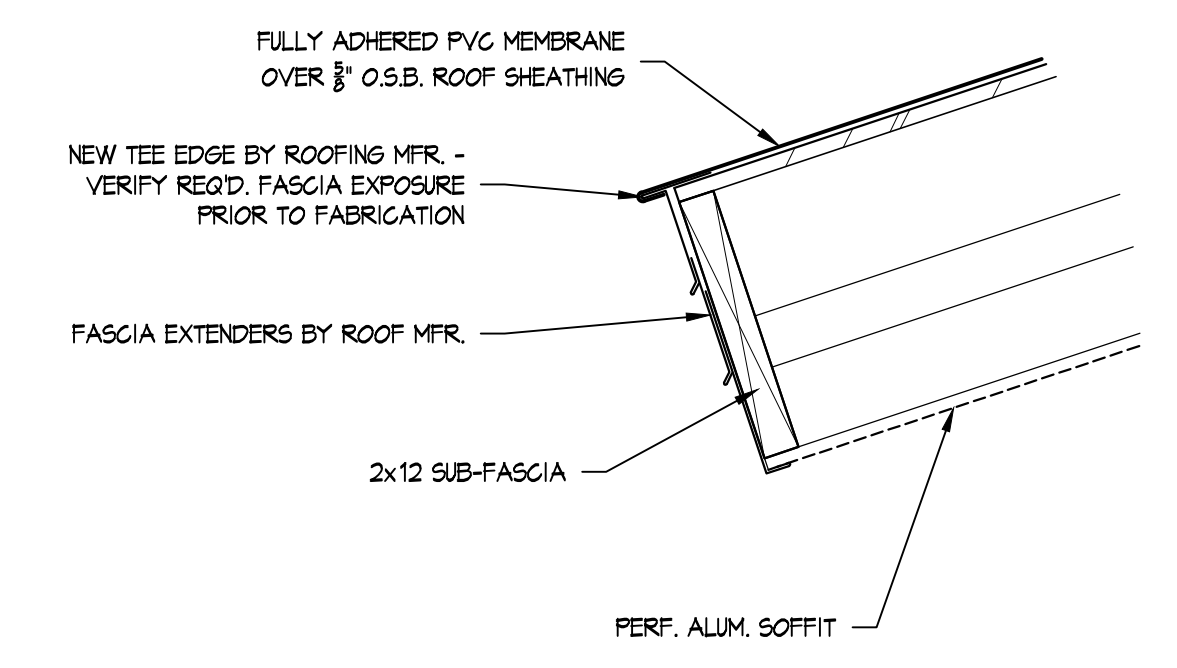 FULLY ADHERED PVC MEMBRANE
OVER 5/8" O.S.B. ROOF SHEATHING
NEW TEE EDGE BY ROOFING MFR. -
VERIFY REQ'D. FASCIA EXPOSURE
PRIOR TO FABRICATION
FASCIA EXTENDERS BY ROOF MFR.
2x12 SUB-FASCIA
PERF. ALUM. SOFFIT